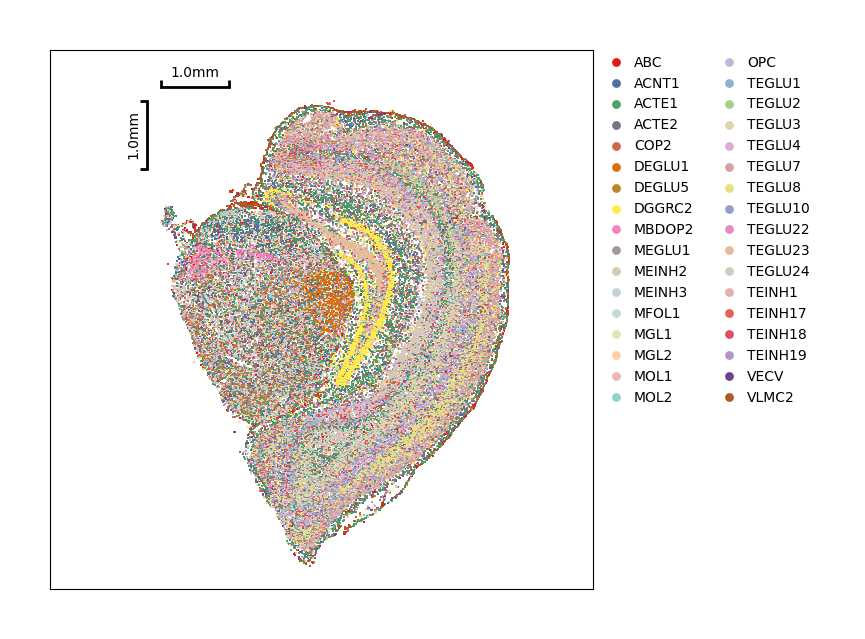 1.0mm
1.0mm
ABC
ACNT1
ACTE1
ACTE2
COP2
DEGLU1
DEGLU5
DGGRC2
MBDOP2
MEGLU1
MEINH2
MEINH3
MFOL1
MGL1
MGL2
MOL1
MOL2
OPC
TEGLU1
TEGLU2
TEGLU3
TEGLU4
TEGLU7
TEGLU8
TEGLU10
TEGLU22
TEGLU23
TEGLU24
TEINH1
TEINH17
TEINH18
TEINH19
VECV
VLMC2